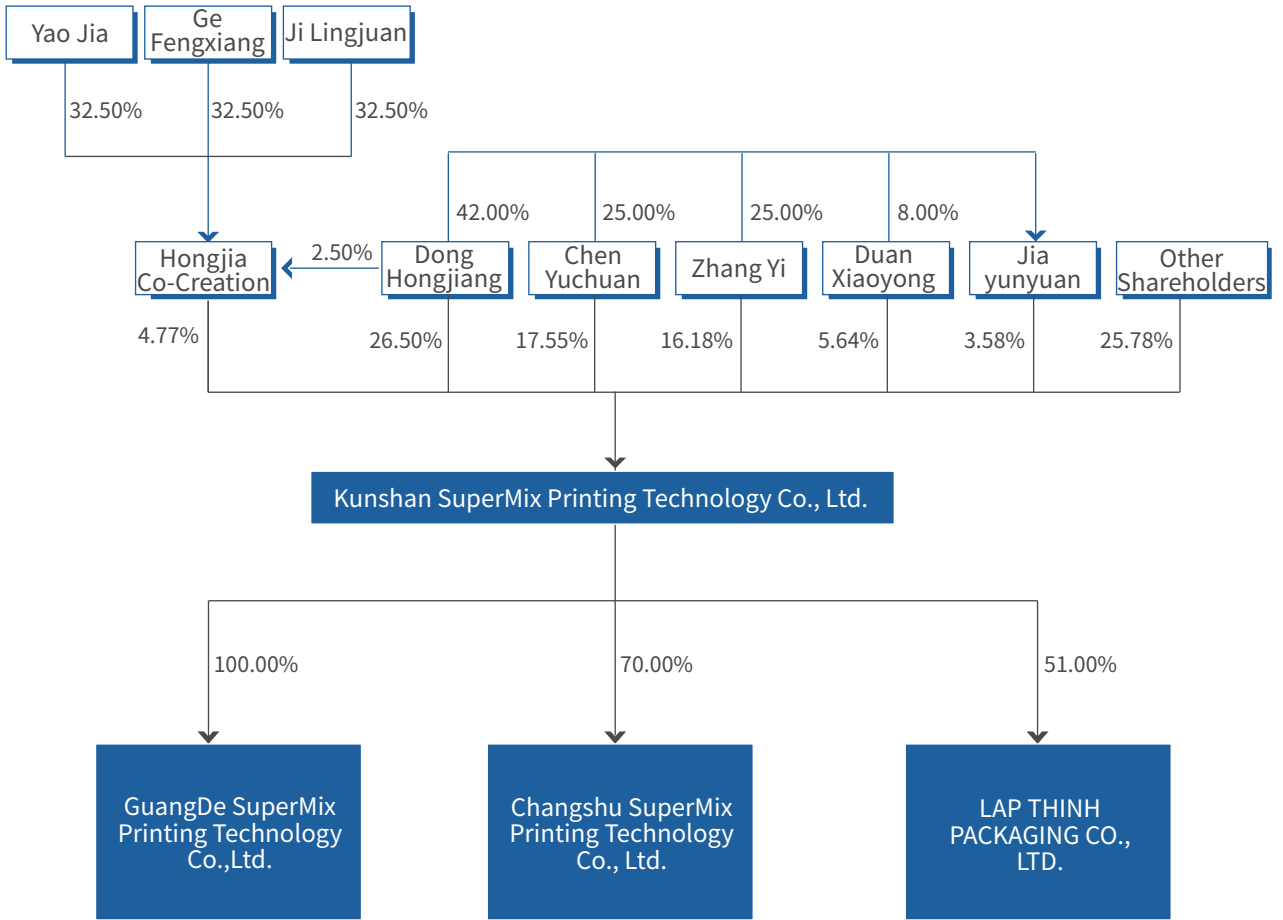 Yao Jia
Ge
Fengxiang
Ji Lingjuan
32.50%
32.50%
32.50%
42.00%
25.00%
25.00%
8.00%
Hongjia
Co-Creation
2.50%
Dong
Hongjiang
Chen
Yuchuan
Zhang Yi
Duan
Xiaoyong
Jia
yunyuan
Other
Shareholders
4.77%
26.50%
17.55%
16.18%
5.64%
3.58%
25.78%
Kunshan SuperMix Printing Technology Co., Ltd.
100.00%
70.00%
51.00%
GuangDe SuperMix
Printing Technology
Co.,Ltd.
Changshu SuperMix
Printing Technology
Co., Ltd.
LAP THINH
PACKAGING CO.,
LTD.